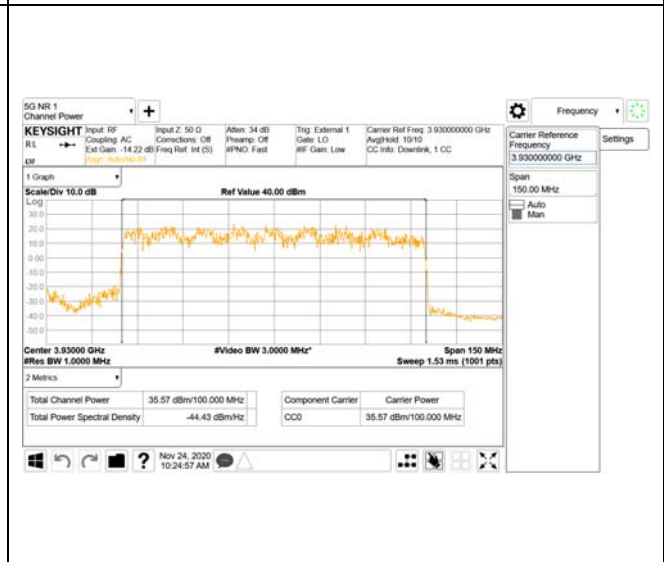 5G NR 1
Channel Power
+
Frequency
KEYSIGHT Input: RF Input Z: 50 Ω Atten: 34 dB Trig: External 1 Carrier Ref Freq: 3.930000000 GHz
RL Coupling: AC Corrections: Off Preamp: Off Gate: LO Avg|Hold: 10/10
Ext Gain: -14.22 dB Freq Ref: Int (S) #PNO: Fast #IF Gain: Low CC Info: Downlink, 1 CC
Align: Auto/No RF
Carrier Reference
Frequency
3.930000000 GHz
Settings
Span
150.00 MHz
Auto
Man
1 Graph
Scale/Div 10.0 dB Ref Value 40.00 dBm
Log
30.0
20.0
10.0
0.00
-10.0
-20.0
-30.0
-40.0
-50.0
Center 3.93000 GHz #Video BW 3.0000 MHz* Span 150 MHz
#Res BW 1.0000 MHz Sweep 1.53 ms (1001 pts)
2 Metrics
Total Channel Power 35.57 dBm/100.000 MHz Component Carrier Carrier Power
Total Power Spectral Density -44.43 dBm/Hz CC0 35.57 dBm/100.000 MHz
? Nov 24, 2020
10:24:57 AM